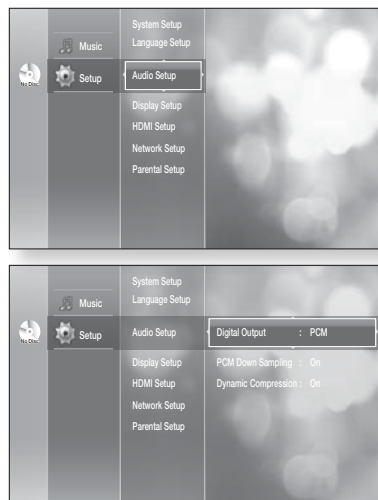 System Setup
Music
Language Setup
No Disc
Setup
Audio Setup
Display Setup
HDMI Setup
Network Setup
Parental Setup
System Setup
Music
Language Setup
No Disc
Setup
Audio Setup
Digital Output : PCM
Display Setup
PCM Down Sampling : On
HDMI Setup
Dynamic Compression : On
Network Setup
Parental Setup